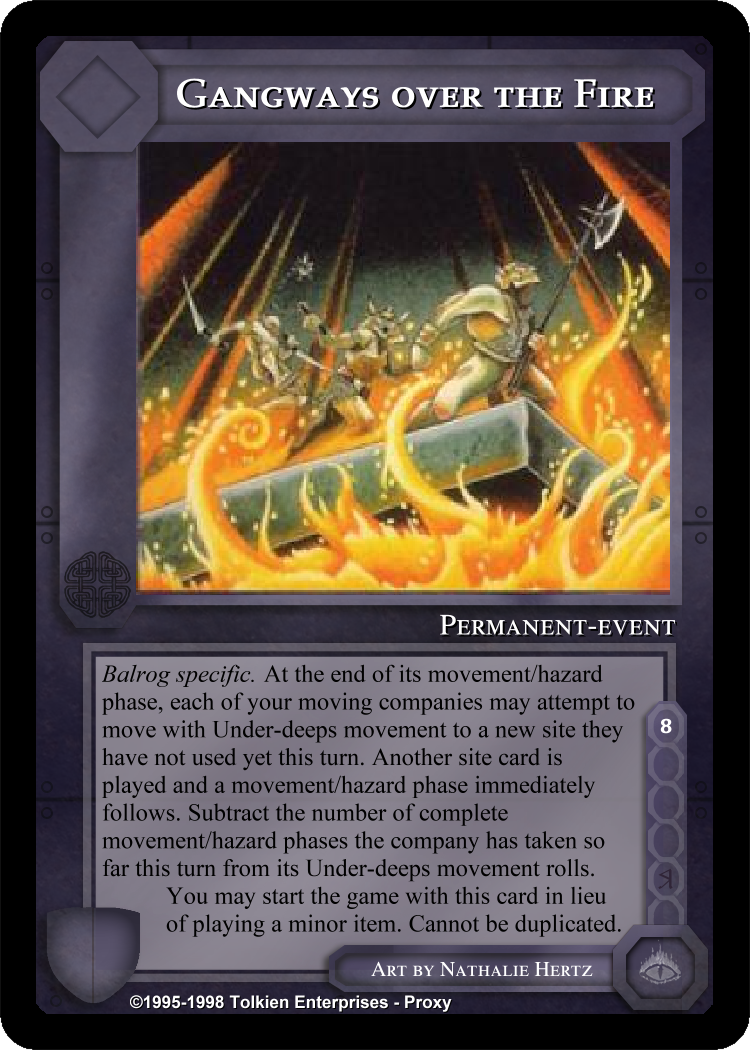 Gangways over the Fire
Permanent-event
Balrog specific. At the end of its movement/hazard
phase, each of your moving companies may attempt to
move with Under-deeps movement to a new site they
have not used yet this turn. Another site card is
played and a movement/hazard phase immediately
follows. Subtract the number of complete
movement/hazard phases the company has taken so
far this turn from its Under-deeps movement rolls.
You may start the game with this card in lieu
of playing a minor item. Cannot be duplicated.
8
Art by Nathalie Hertz
©1995-1998 Tolkien Enterprises - Proxy